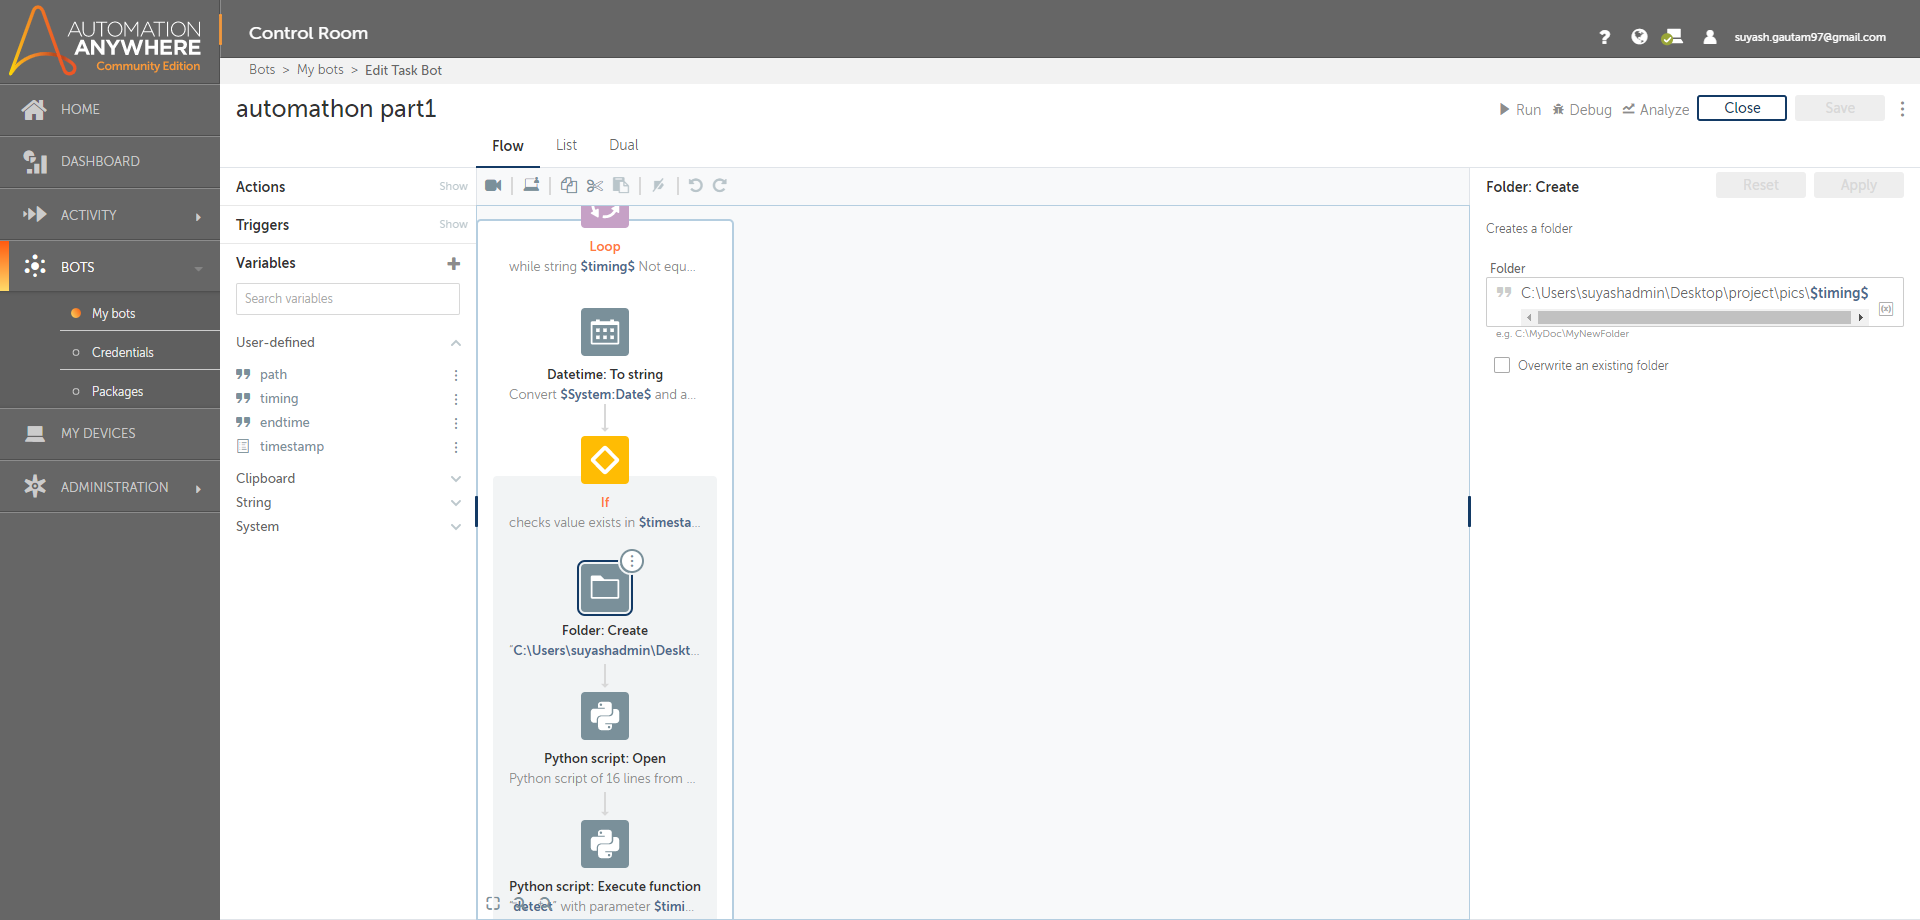 AUTOMATION
ANYWHERE
Community Edition
Control Room
? suyash.gautam97@gmail.com
Bots > My bots > Edit Task Bot
HOME
DASHBOARD
ACTIVITY
BOTS
My bots
Credentials
Packages
MY DEVICES
ADMINISTRATION
automathon part1
Run Debug Analyze Close Save
Flow List Dual
Actions Show
Triggers Show
Variables
Search variables
User-defined
path
timing
endtime
timestamp
Clipboard
String
System
Loop
while string $timing$ Not equ...
Datetime: To string
Convert $System:Date$ and a...
If
checks value exists in $timesta...
Folder: Create
"C:\Users\suyashadmin\Deskt...
Python script: Open
Python script of 16 lines from ...
Python script: Execute function
"detect" with parameter $timi...
Folder: Create Reset Apply
Creates a folder
Folder
C:\Users\suyashadmin\Desktop\project\pics\$timing$
(x)
e.g. C:\MyDoc\MyNewFolder
Overwrite an existing folder